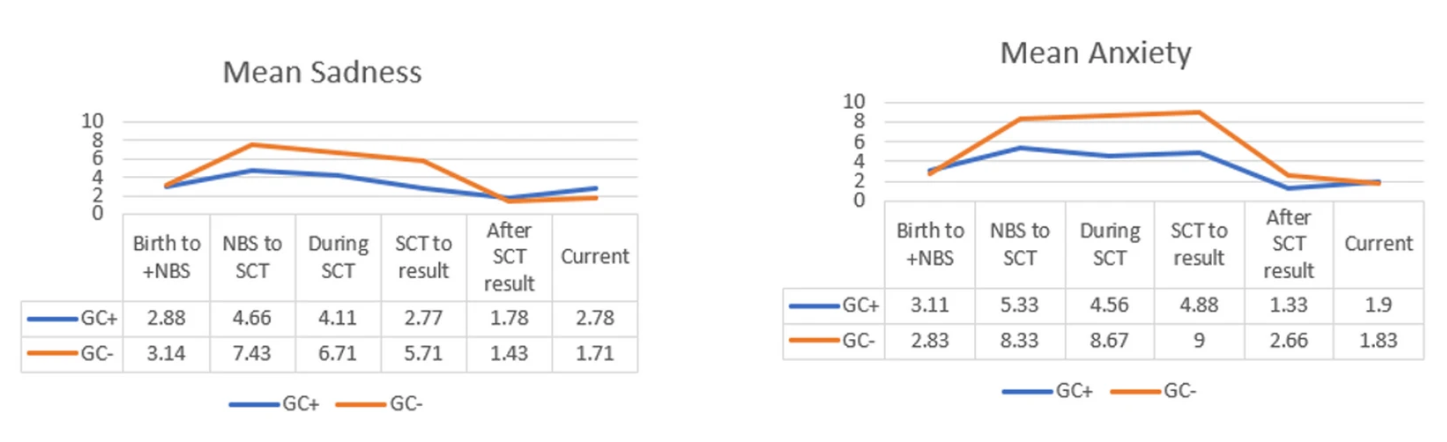 Mean Sadness
10
8
6
4
2
0
Birth to +NBS NBS to SCT During SCT SCT to result After SCT result Current
GC+ 2.88 4.66 4.11 2.77 1.78 2.78
GC- 3.14 7.43 6.71 5.71 1.43 1.71
GC+ GC-
Mean Anxiety
10
8
6
4
2
0
Birth to +NBS NBS to SCT During SCT SCT to result After SCT result Current
GC+ 3.11 5.33 4.56 4.88 1.33 1.9
GC- 2.83 8.33 8.67 9 2.66 1.83
GC+ GC-